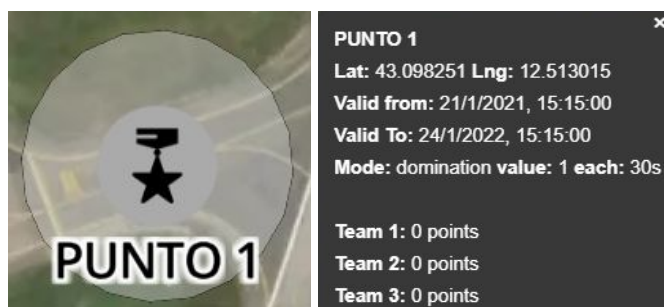 PUNTO 1
×
PUNTO 1
Lat: 43.098251 Lng: 12.513015
Valid from: 21/1/2021, 15:15:00
Valid To: 24/1/2022, 15:15:00
Mode: domination value: 1 each: 30s
Team 1: 0 points
Team 2: 0 points
Team 3: 0 points